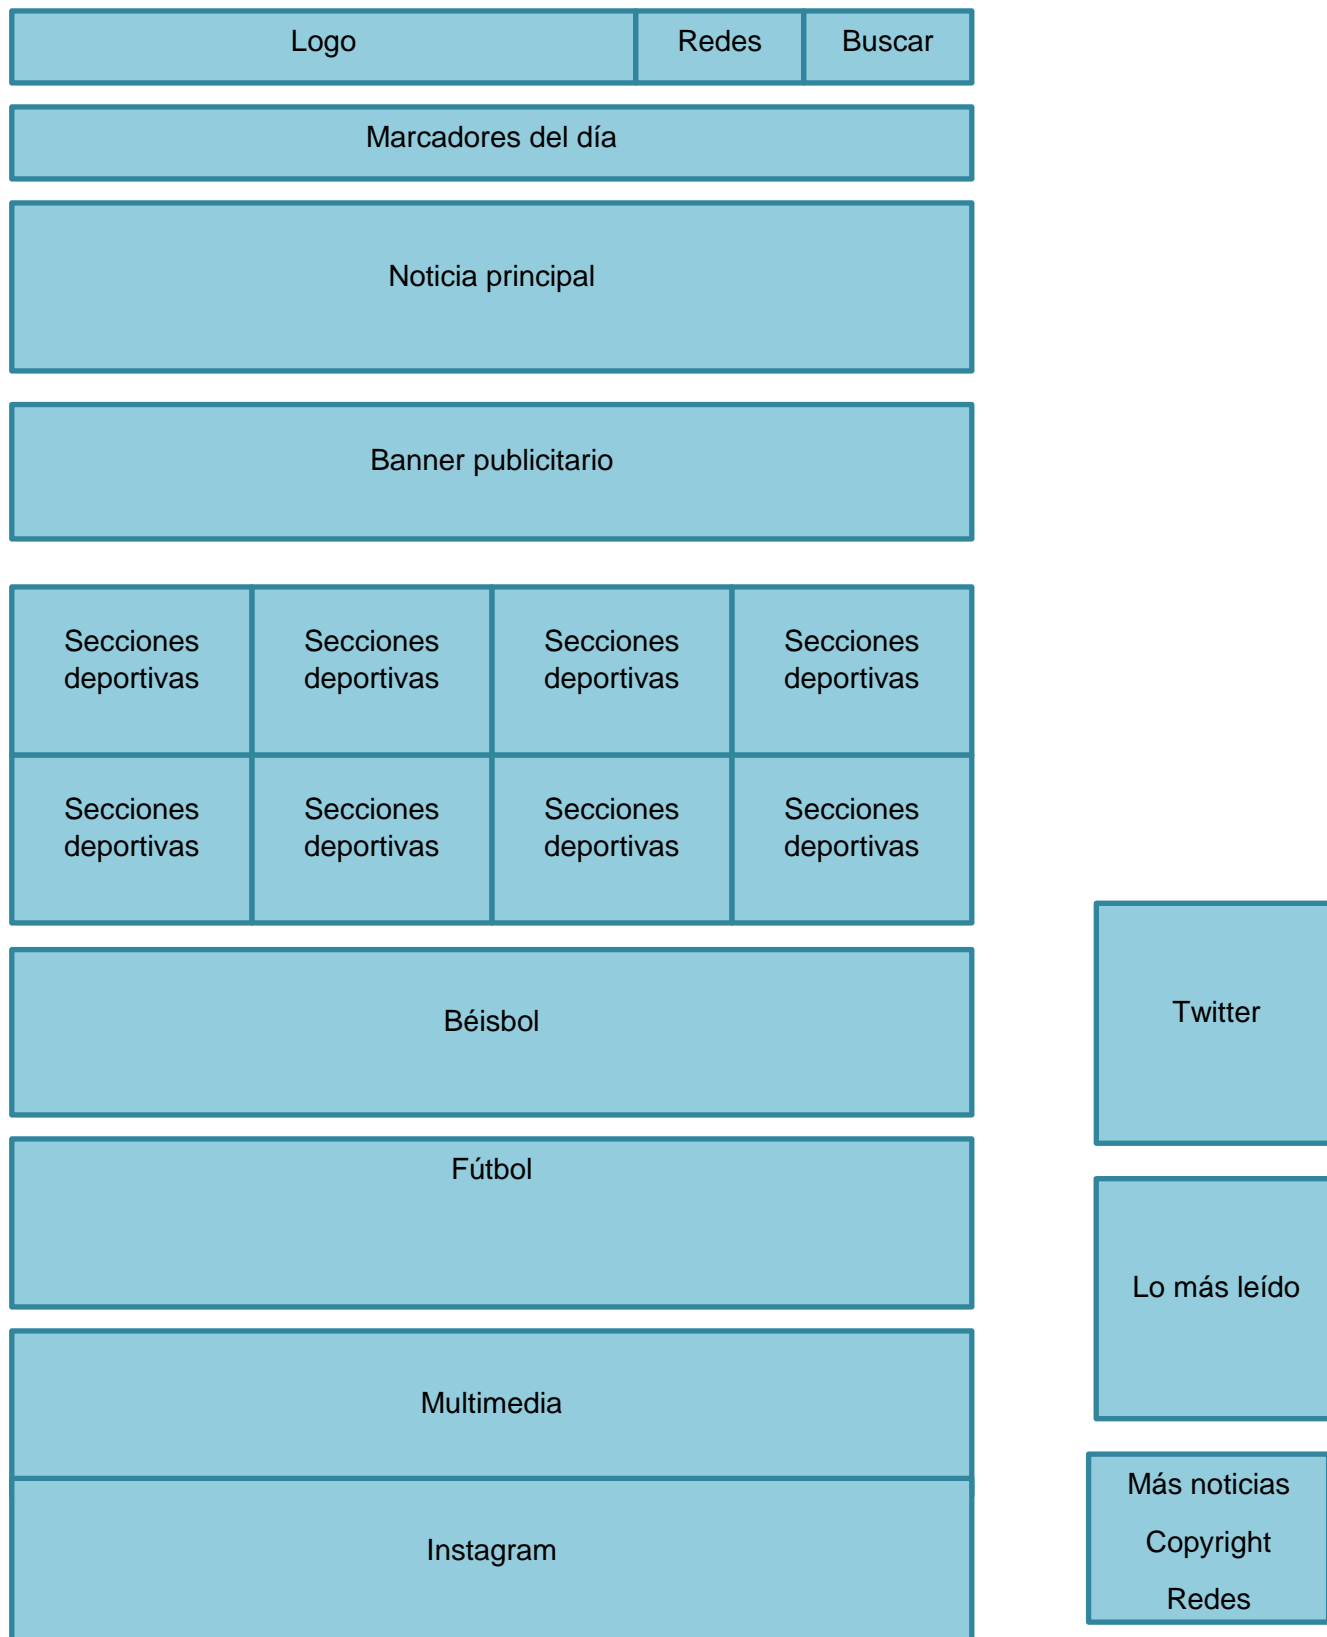 Logo
Redes
Buscar
Marcadores del día
Noticia principal
Banner publicitario
Secciones
deportivas
Secciones
deportivas
Secciones
deportivas
Secciones
deportivas
Secciones
deportivas
Secciones
deportivas
Secciones
deportivas
Secciones
deportivas
Béisbol
Fútbol
Multimedia
Instagram
Twitter
Lo más leído
Más noticias
Copyright
Redes